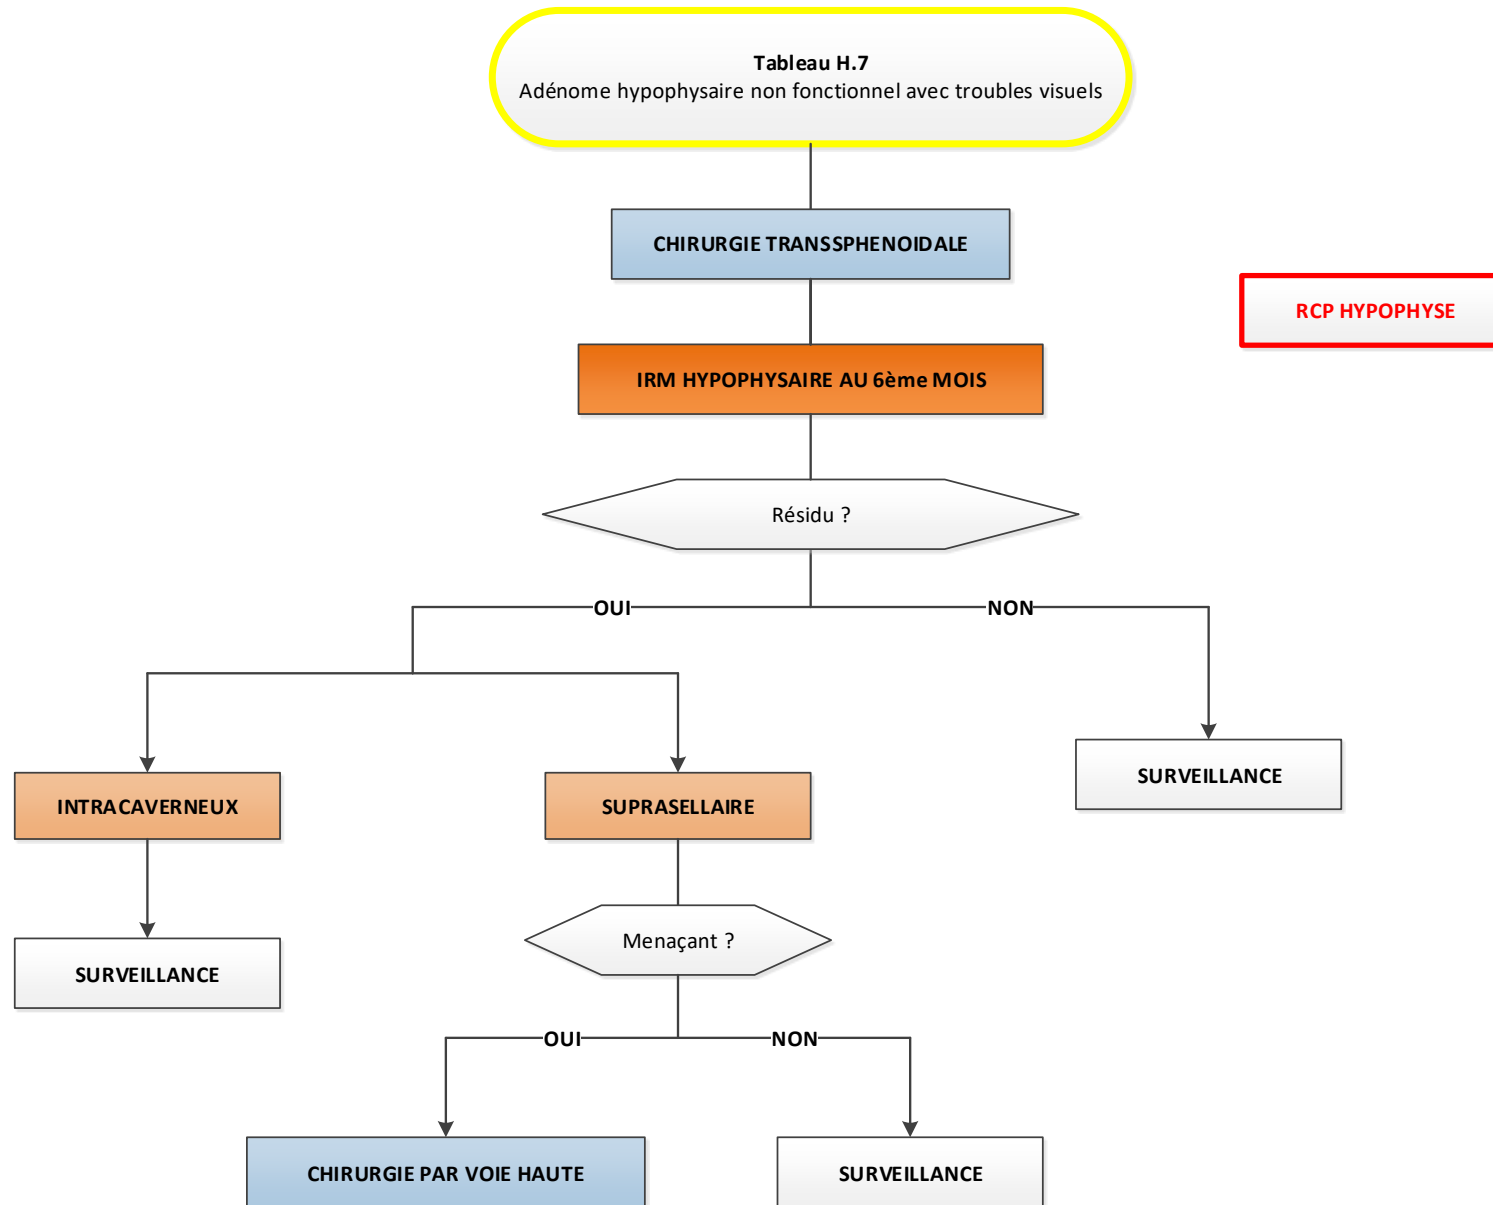 Tableau H.7
Adénome hypophysaire non fonctionnel avec troubles visuels
CHIRURGIE TRANSSPHENOIDALE
RCP HYPOPHYSE
IRM HYPOPHYSAIRE AU 6ème MOIS
Résidu ?
OUI
NON
SURVEILLANCE
INTRACAVERNEUX
SUPRASELLAIRE
Menaçant ?
SURVEILLANCE
OUI
NON
CHIRURGIE PAR VOIE HAUTE
SURVEILLANCE